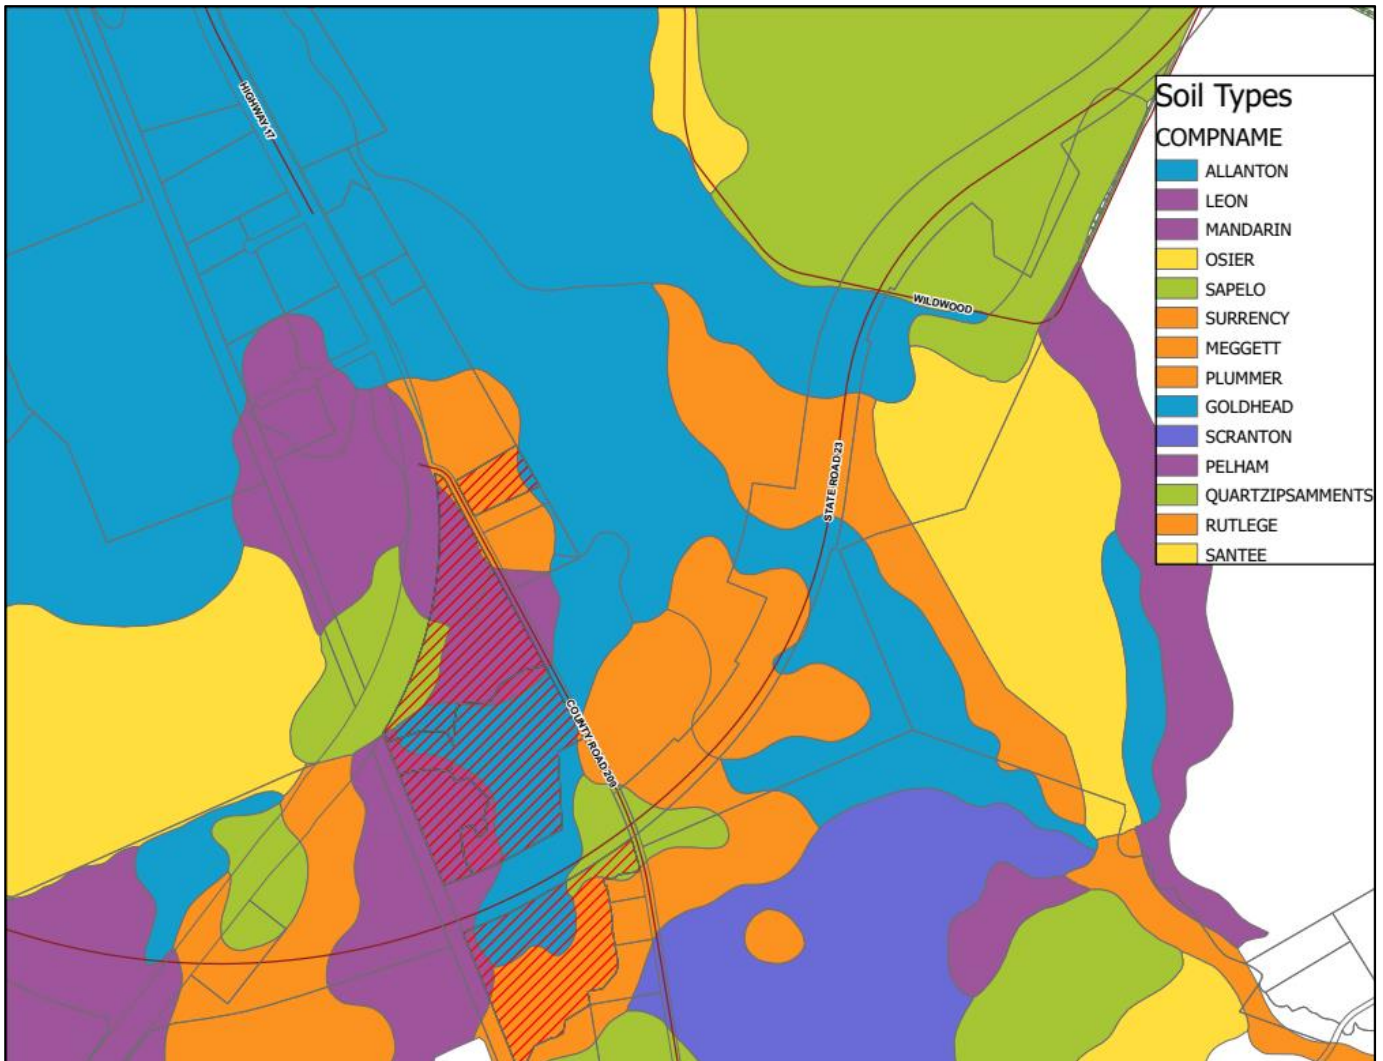 HIGHWAY 17
Soil Types
COMPNAME
ALLANTON
LEON
MANDARIN
OSIER
SAPELO
SURRENCY
MEGGETT
PLUMMER
GOLDHEAD
SCRANTON
PELHAM
QUARTZIPSAMMENTS
RUTLEGE
SANTEE
WILDWOOD
STATE ROAD 23
COUNTY ROAD 209